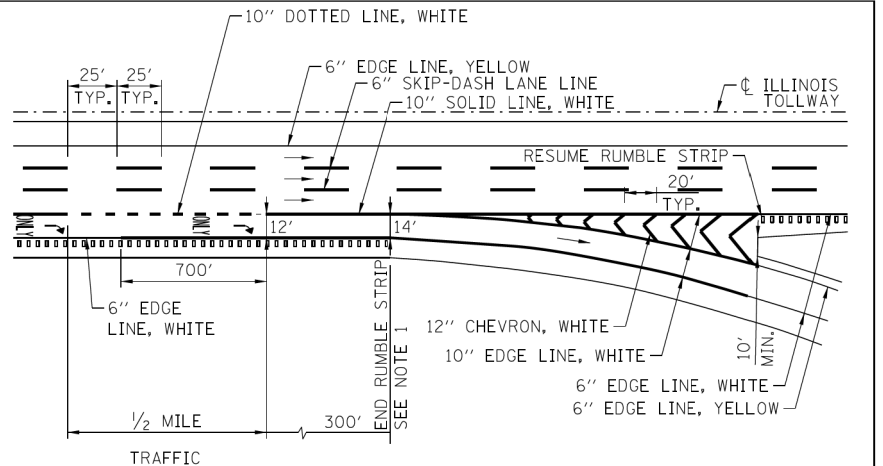 10'' DOTTED LINE, WHITE
25'
TYP.
25'
TYP.
6'' EDGE LINE, YELLOW
6'' SKIP-DASH LANE LINE
10'' SOLID LINE, WHITE
℄ ILLINOIS
TOLLWAY
RESUME RUMBLE STRIP
20'
TYP.
ONLY
ONLY
12'
14'
700'
6'' EDGE
LINE, WHITE
END RUMBLE STRIP
SEE NOTE 1
12'' CHEVRON, WHITE
10'' EDGE LINE, WHITE
10'
MIN.
6'' EDGE LINE, WHITE
6'' EDGE LINE, YELLOW
1/2 MILE
300'
TRAFFIC